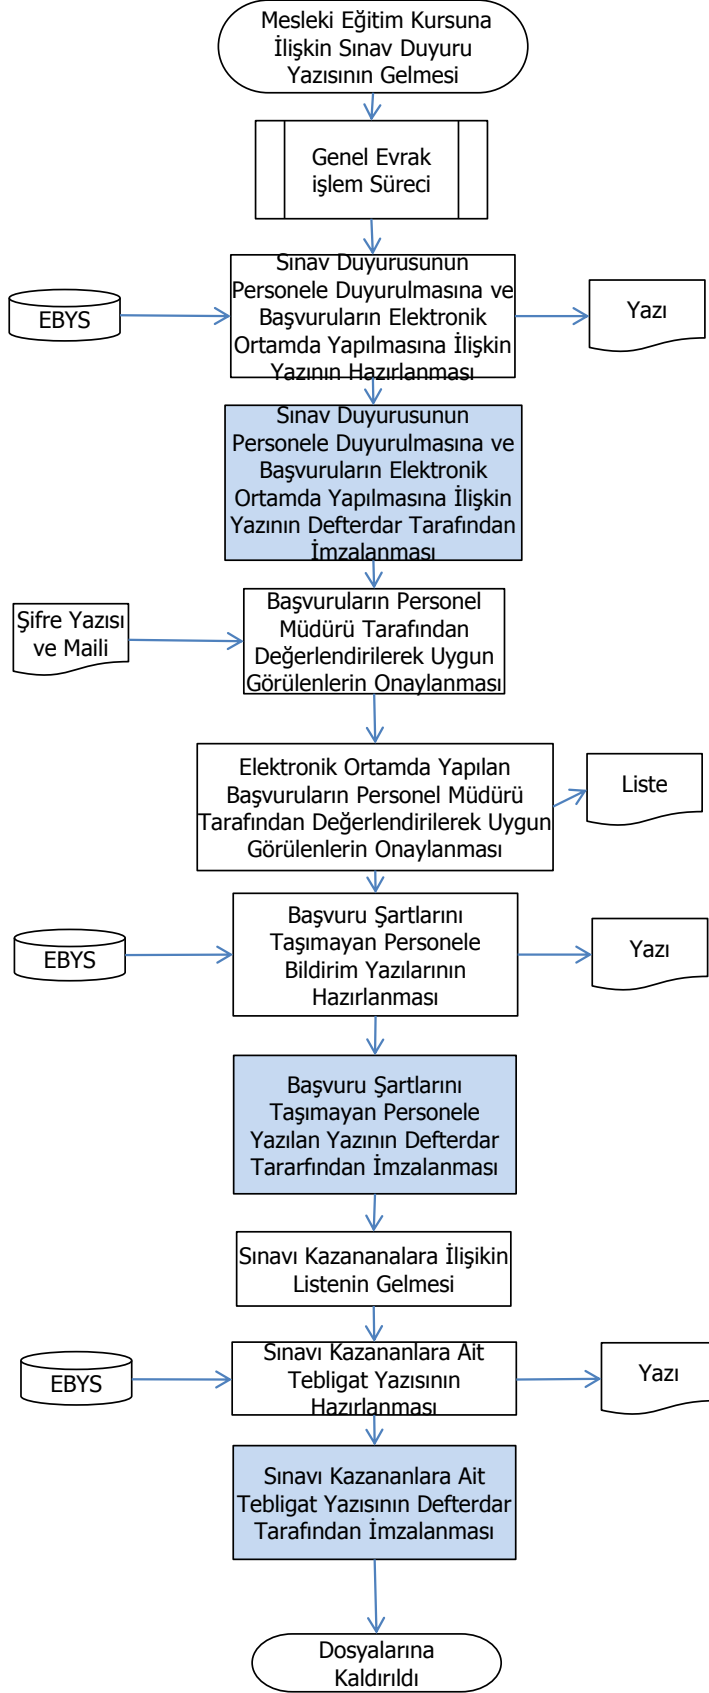 Mesleki Eğitim Kursuna
İlişkin Sınav Duyuru
Yazısının Gelmesi
Genel Evrak
işlem Süreci
Sınav Duyurusunun
Personele Duyurulmasına ve
Başvuruların Elektronik
Ortamda Yapılmasına İlişkin
Yazının Hazırlanması
EBYS
Yazı
Sınav Duyurusunun
Personele Duyurulmasına ve
Başvuruların Elektronik
Ortamda Yapılmasına İlişkin
Yazının Defterdar Tarafından
İmzalanması
Şifre Yazısı
ve Maili
Başvuruların Personel
Müdürü Tarafından
Değerlendirilerek Uygun
Görülenlerin Onaylanması
Elektronik Ortamda Yapılan
Başvuruların Personel Müdürü
Tarafından Değerlendirilerek Uygun
Görülenlerin Onaylanması
Liste
Başvuru Şartlarını
Taşımayan Personele
Bildirim Yazılarının
Hazırlanması
EBYS
Yazı
Başvuru Şartlarını
Taşımayan Personele
Yazılan Yazının Defterdar
Tararfından İmzalanması
Sınavı Kazananalara İlişikin
Listenin Gelmesi
Sınavı Kazananlara Ait
Tebligat Yazısının
Hazırlanması
EBYS
Yazı
Sınavı Kazananlara Ait
Tebligat Yazısının Defterdar
Tarafından İmzalanması
Dosyalarına
Kaldırıldı